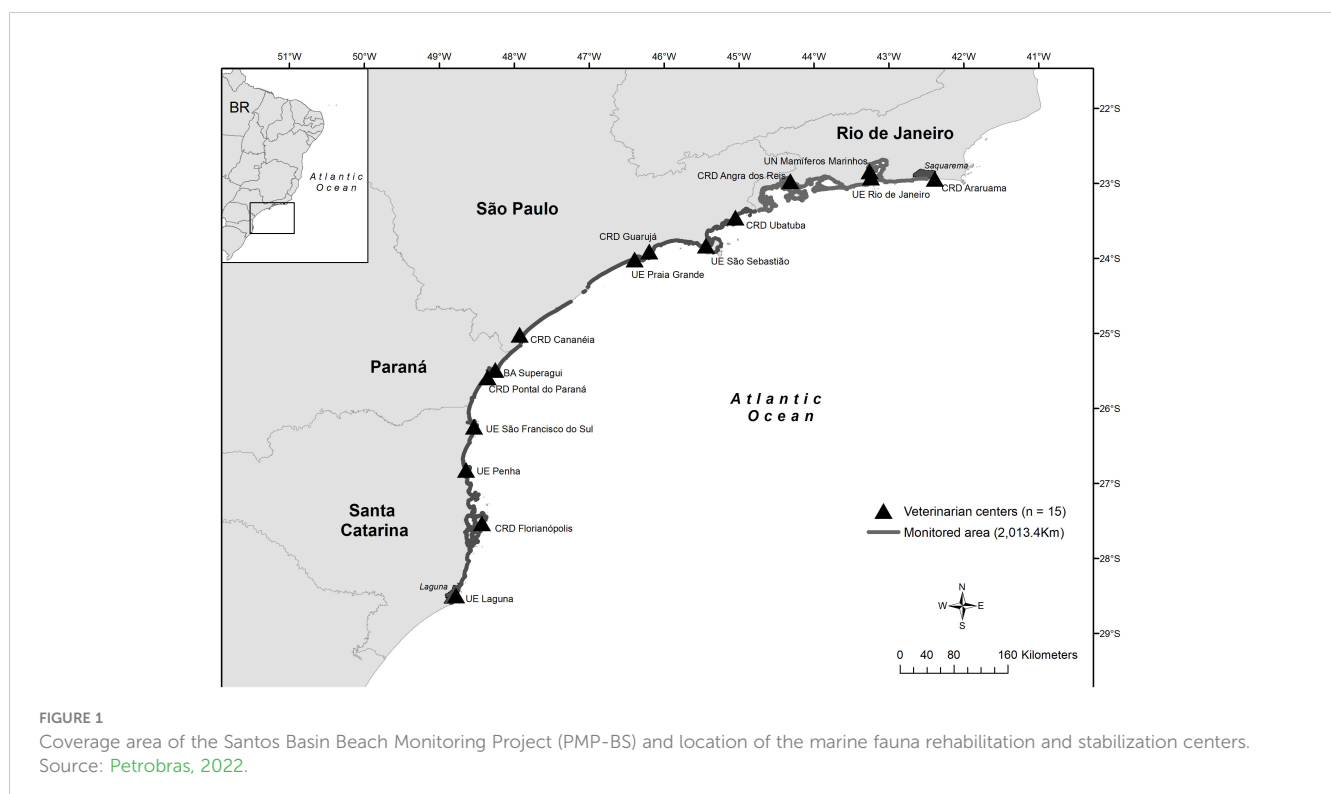 51°W 50°W 49°W 48°W 47°W 46°W 45°W 44°W 43°W 42°W 41°W
BR
Atlantic
Ocean
22°S
23°S
24°S
25°S
26°S
27°S
28°S
29°S
Rio de Janeiro
UN Mamíferos Marinhos
Saquarema
CRD Angra dos Reis
CRD Araruama
UE Rio de Janeiro
São Paulo
CRD Ubatuba
CRD Guarujá
UE São Sebastião
UE Praia Grande
CRD Cananéia
Paraná
BA Superagui
CRD Pontal do Paraná
Atlantic
Ocean
UE São Francisco do Sul
UE Penha
Santa
Catarina
CRD Florianópolis
Laguna
UE Laguna
Veterinarian centers (n = 15)
Monitored area (2,013.4Km)
N
W E
S
0 40 80 160 Kilometers
FIGURE 1
Coverage area of the Santos Basin Beach Monitoring Project (PMP-BS) and location of the marine fauna rehabilitation and stabilization centers.
Source: Petrobras, 2022.